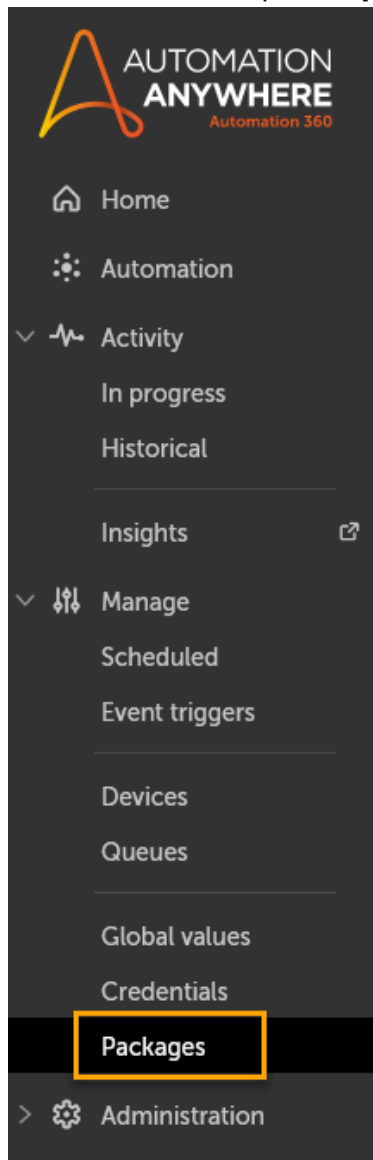 AUTOMATION
ANYWHERE
Automation 360
Home
Automation
Activity
In progress
Historical
Insights
Manage
Scheduled
Event triggers
Devices
Queues
Global values
Credentials
Packages
Administration